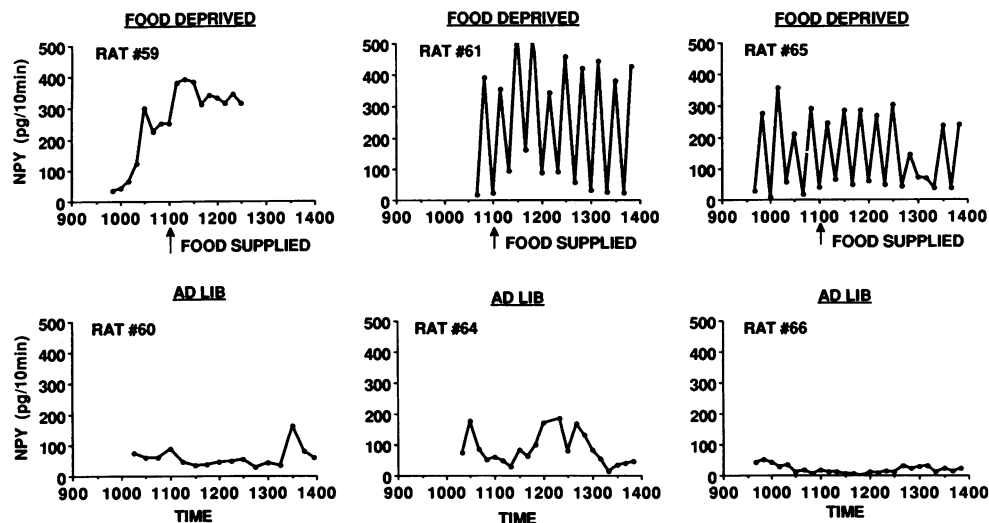 FOOD DEPRIVED
FOOD DEPRIVED
FOOD DEPRIVED
NPY (pg/10min)
500
400
300
200
100
0
RAT #59
900 1000 1100 1200 1300 1400
FOOD SUPPLIED
500
400
300
200
100
0
RAT #61
900 1000 1100 1200 1300 1400
FOOD SUPPLIED
500
400
300
200
100
0
RAT #65
900 1000 1100 1200 1300 1400
FOOD SUPPLIED
AD LIB
AD LIB
AD LIB
NPY (pg/10min)
500
400
300
200
100
0
RAT #60
900 1000 1100 1200 1300 1400
TIME
500
400
300
200
100
0
RAT #64
900 1000 1100 1200 1300 1400
TIME
500
400
300
200
100
0
RAT #66
900 1000 1100 1200 1300 1400
TIME